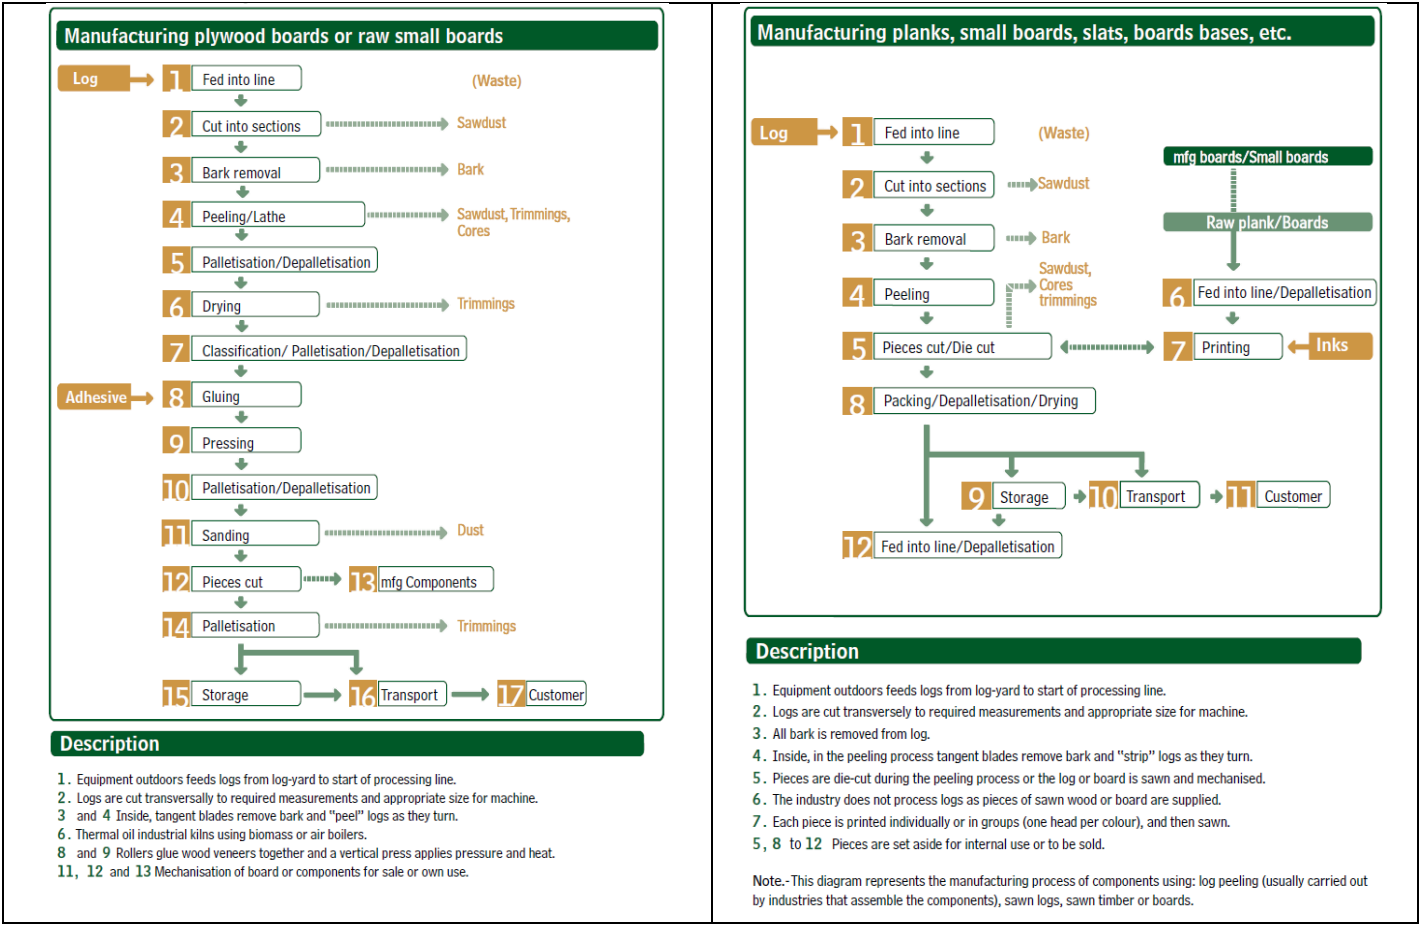 Manufacturing plywood boards or raw small boards
Log
1 Fed into line
(Waste)
2 Cut into sections
Sawdust
3 Bark removal
Bark
4 Peeling/Lathe
Sawdust, Trimmings,
Cores
5 Palletisation/Depalletisation
6 Drying
Trimmings
7 Classification/ Palletisation/Depalletisation
Adhesive
8 Gluing
9 Pressing
10 Palletisation/Depalletisation
11 Sanding
Dust
12 Pieces cut
13 mfg Components
14 Palletisation
Trimmings
15 Storage
16 Transport
17 Customer
Description
1. Equipment outdoors feeds logs from log-yard to start of processing line.
2. Logs are cut transversally to required measurements and appropriate size for machine.
3 and 4 Inside, tangent blades remove bark and "peel" logs as they turn.
6. Thermal oil industrial kilns using biomass or air boilers.
8 and 9 Rollers glue wood veneers together and a vertical press applies pressure and heat.
11, 12 and 13 Mechanisation of board or components for sale or own use.
Manufacturing planks, small boards, slats, boards bases, etc.
Log
1 Fed into line
(Waste)
2 Cut into sections
Sawdust
3 Bark removal
Bark
4 Peeling
Sawdust,
Cores
trimmings
5 Pieces cut/Die cut
mfg boards/Small boards
Raw plank/Boards
6 Fed into line/Depalletisation
7 Printing
Inks
8 Packing/Depalletisation/Drying
9 Storage
10 Transport
11 Customer
12 Fed into line/Depalletisation
Description
1. Equipment outdoors feeds logs from log-yard to start of processing line.
2. Logs are cut transversely to required measurements and appropriate size for machine.
3. All bark is removed from log.
4. Inside, in the peeling process tangent blades remove bark and "strip" logs as they turn.
5. Pieces are die-cut during the peeling process or the log or board is sawn and mechanised.
6. The industry does not process logs as pieces of sawn wood or board are supplied.
7. Each piece is printed individually or in groups (one head per colour), and then sawn.
5, 8 to 12 Pieces are set aside for internal use or to be sold.
Note.-This diagram represents the manufacturing process of components using: log peeling (usually carried out
by industries that assemble the components), sawn logs, sawn timber or boards.